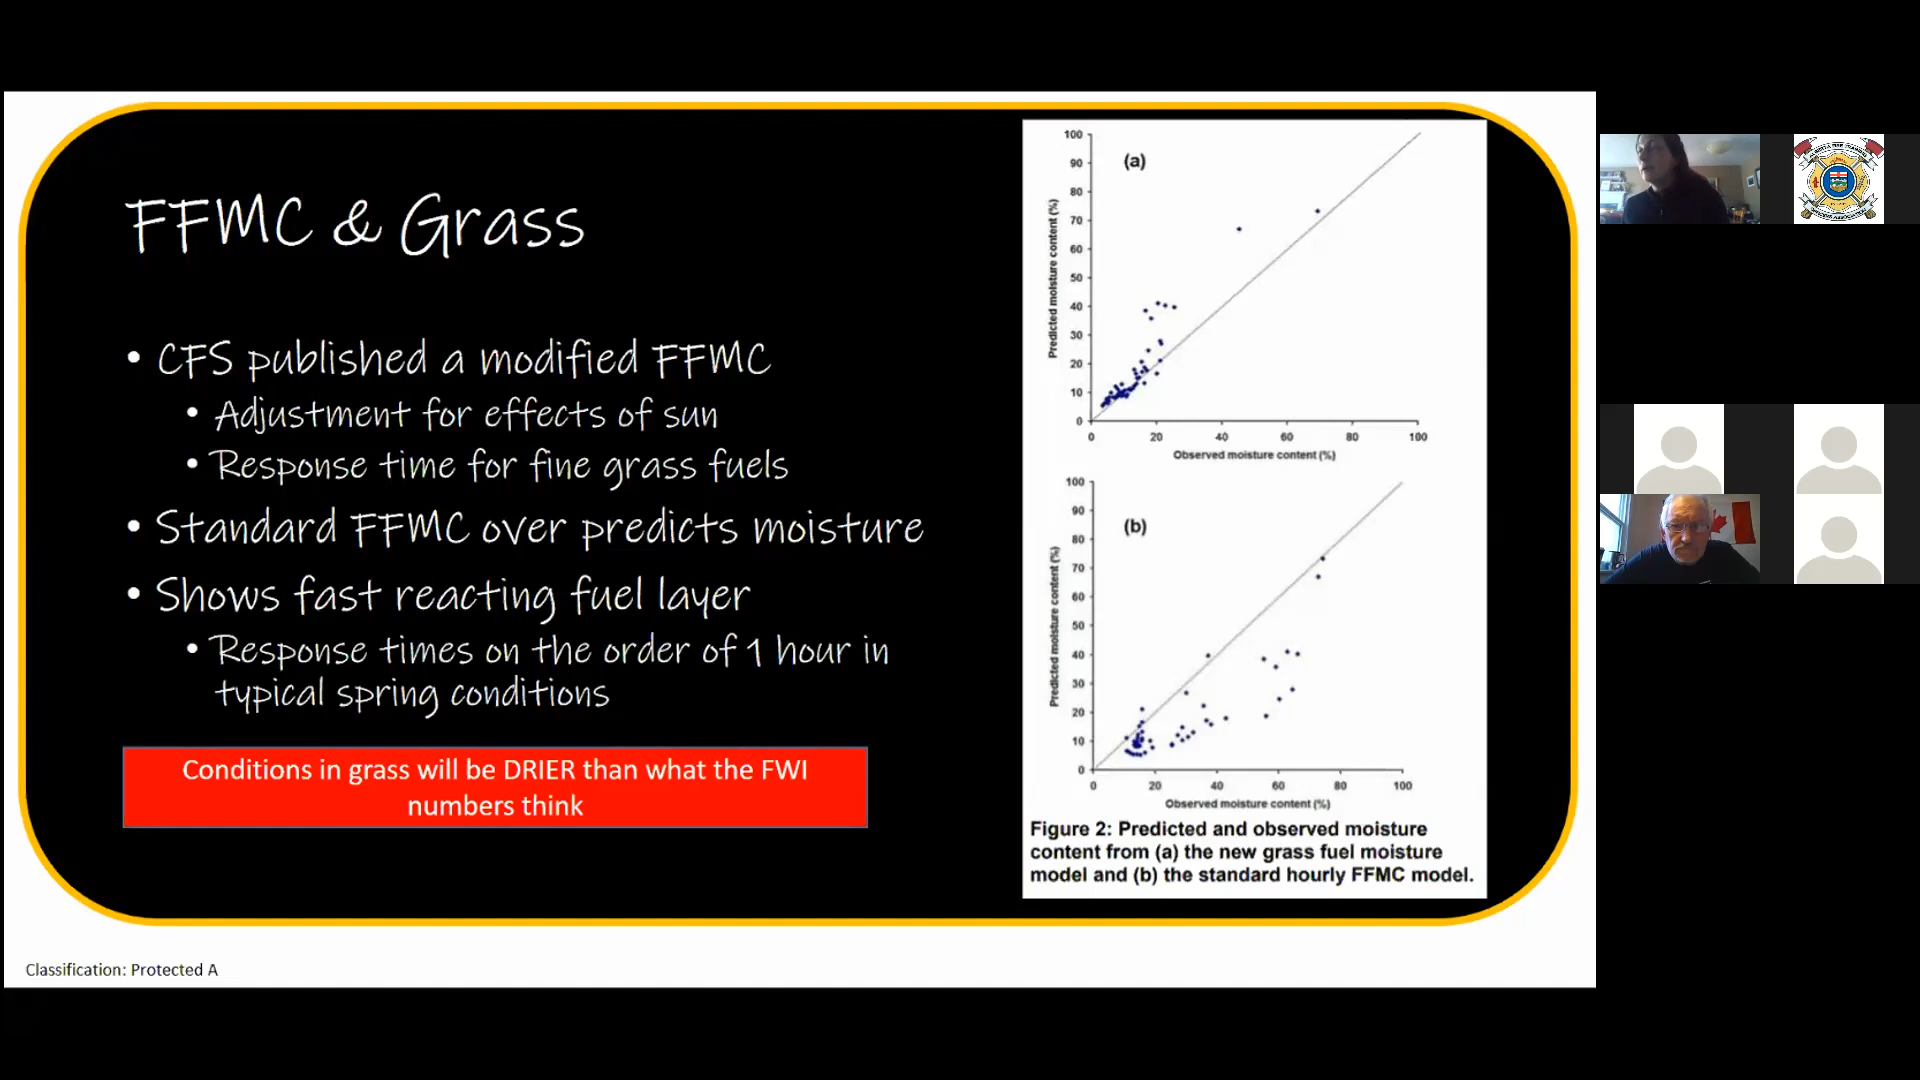 FFMC & Grass
• CFS published a modified FFMC
• Adjustment for effects of sun
• Response time for fine grass fuels
• Standard FFMC over predicts moisture
• Shows fast reacting fuel layer
• Response times on the order of 1 hour in
typical spring conditions
Conditions in grass will be DRIER than what the FWI
numbers think
(a)
Predicted moisture content (%)
100
90
80
70
60
50
40
30
20
10
0
0 20 40 60 80 100
Observed moisture content (%)
(b)
Predicted moisture content (%)
100
90
80
70
60
50
40
30
20
10
0
0 20 40 60 80 100
Observed moisture content (%)
Figure 2: Predicted and observed moisture
content from (a) the new grass fuel moisture
model and (b) the standard hourly FFMC model.
Classification: Protected A